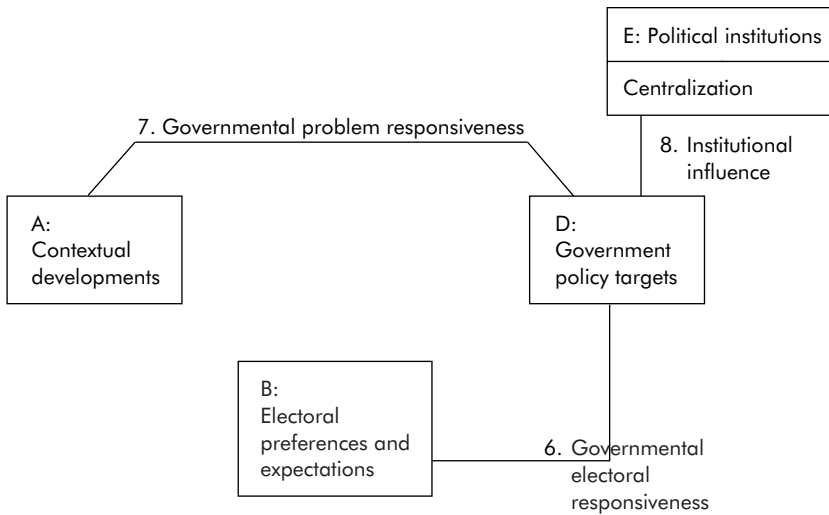 E: Political institutions
Centralization
7. Governmental problem responsiveness
8. Institutional
influence
A:
Contextual
developments
D:
Government
policy targets
B:
Electoral
preferences and
expectations
6. Governmental
electoral
responsiveness